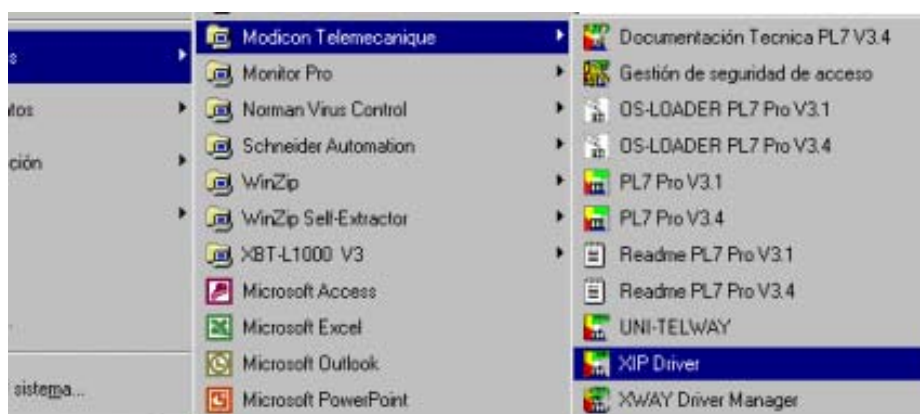 s
tos
ción
sistema...
Modicon Telemecanique
Monitor Pro
Norman Virus Control
Schneider Automation
WinZip
WinZip Self-Extractor
XBT-L1000 V3
Microsoft Access
Microsoft Excel
Microsoft Outlook
Microsoft PowerPoint
Documentación Tecnica PL7 V3.4
Gestión de seguridad de acceso
OS-LOADER PL7 Pro V3.1
OS-LOADER PL7 Pro V3.4
PL7 Pro V3.1
PL7 Pro V3.4
Readme PL7 Pro V3.1
Readme PL7 Pro V3.4
UNI-TELWAY
XIP Driver
XWAY Driver Manager